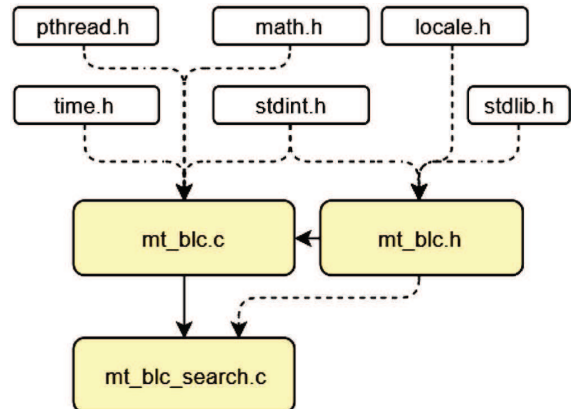 pthread.h
math.h
locale.h
time.h
stdint.h
stdlib.h
mt_blc.c
mt_blc.h
mt_blc_search.c